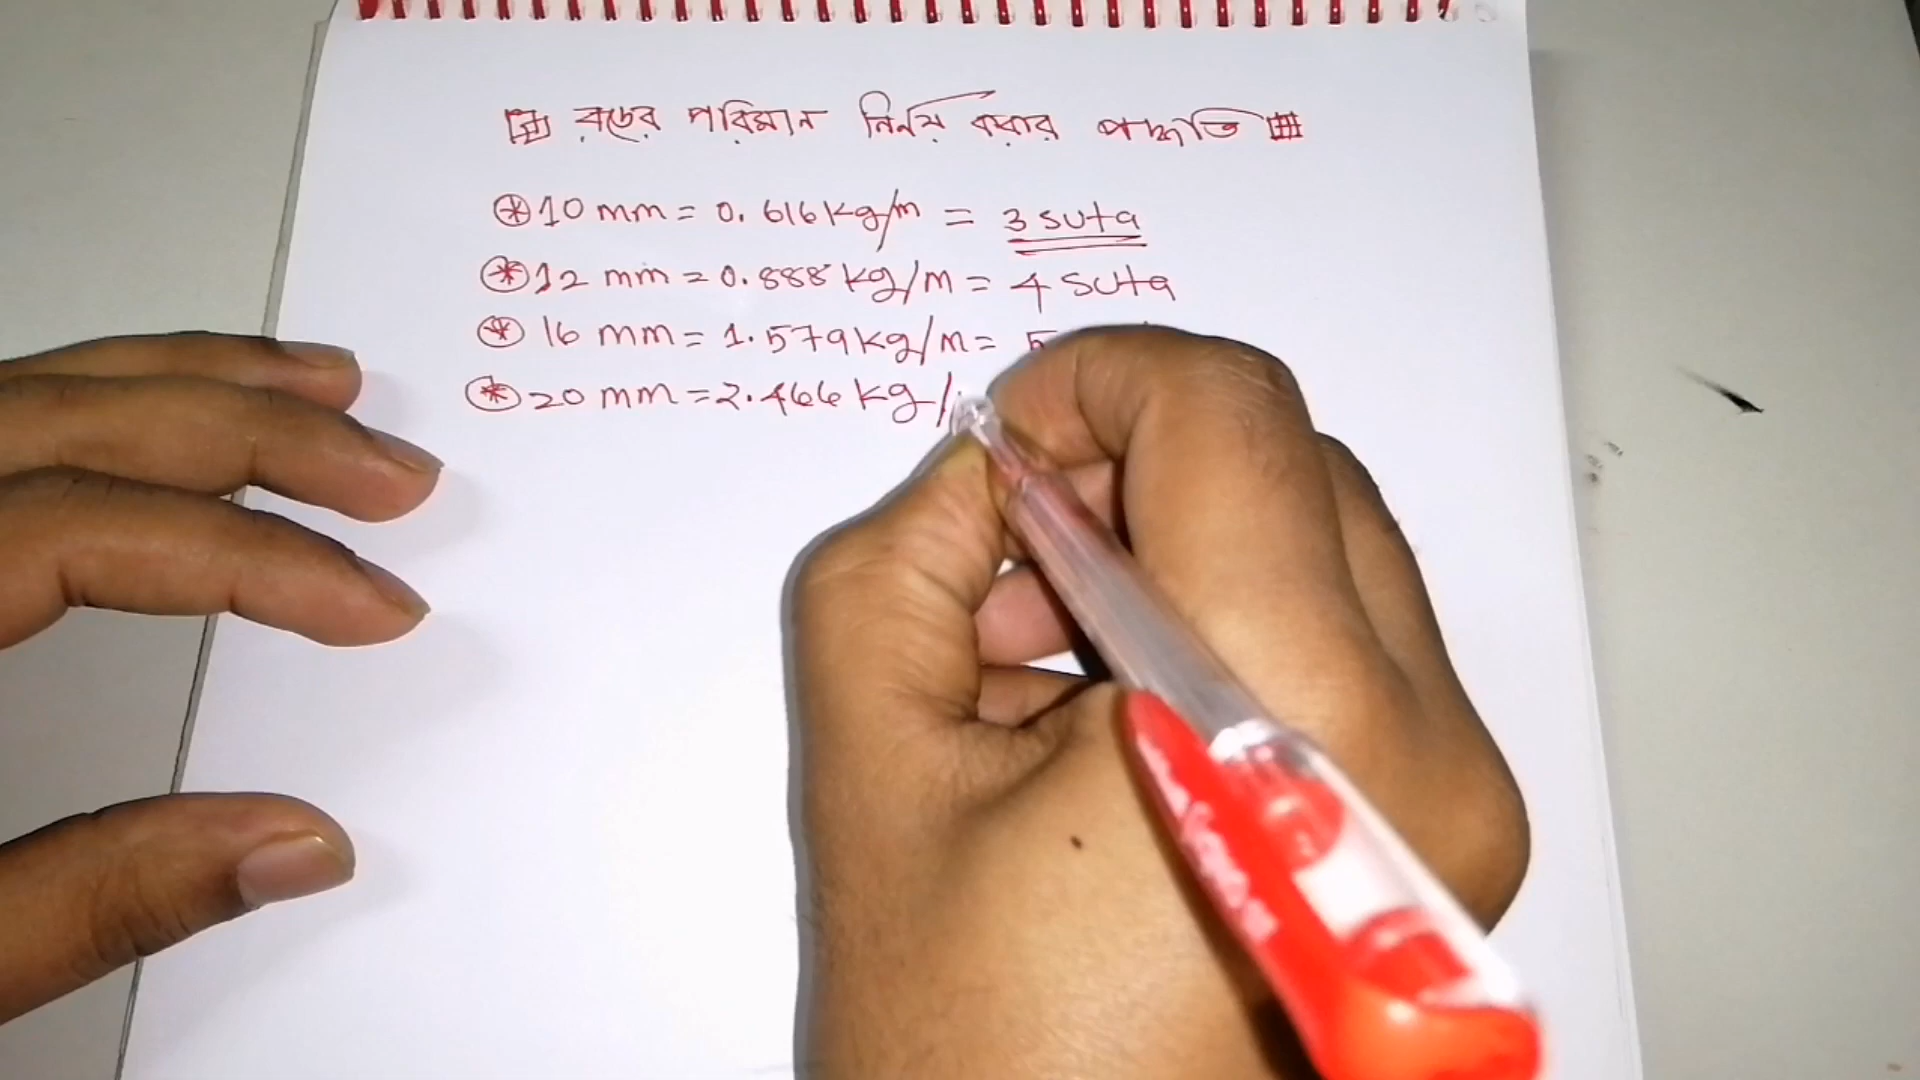 রডের পরিমান নির্নয় করার পদ্ধতি
10 mm = 0.616 kg/m = 3 suta
12 mm = 0.888 kg/m = 4 suta
16 mm = 1.579 kg/m = 5
20 mm = 2.466 kg/